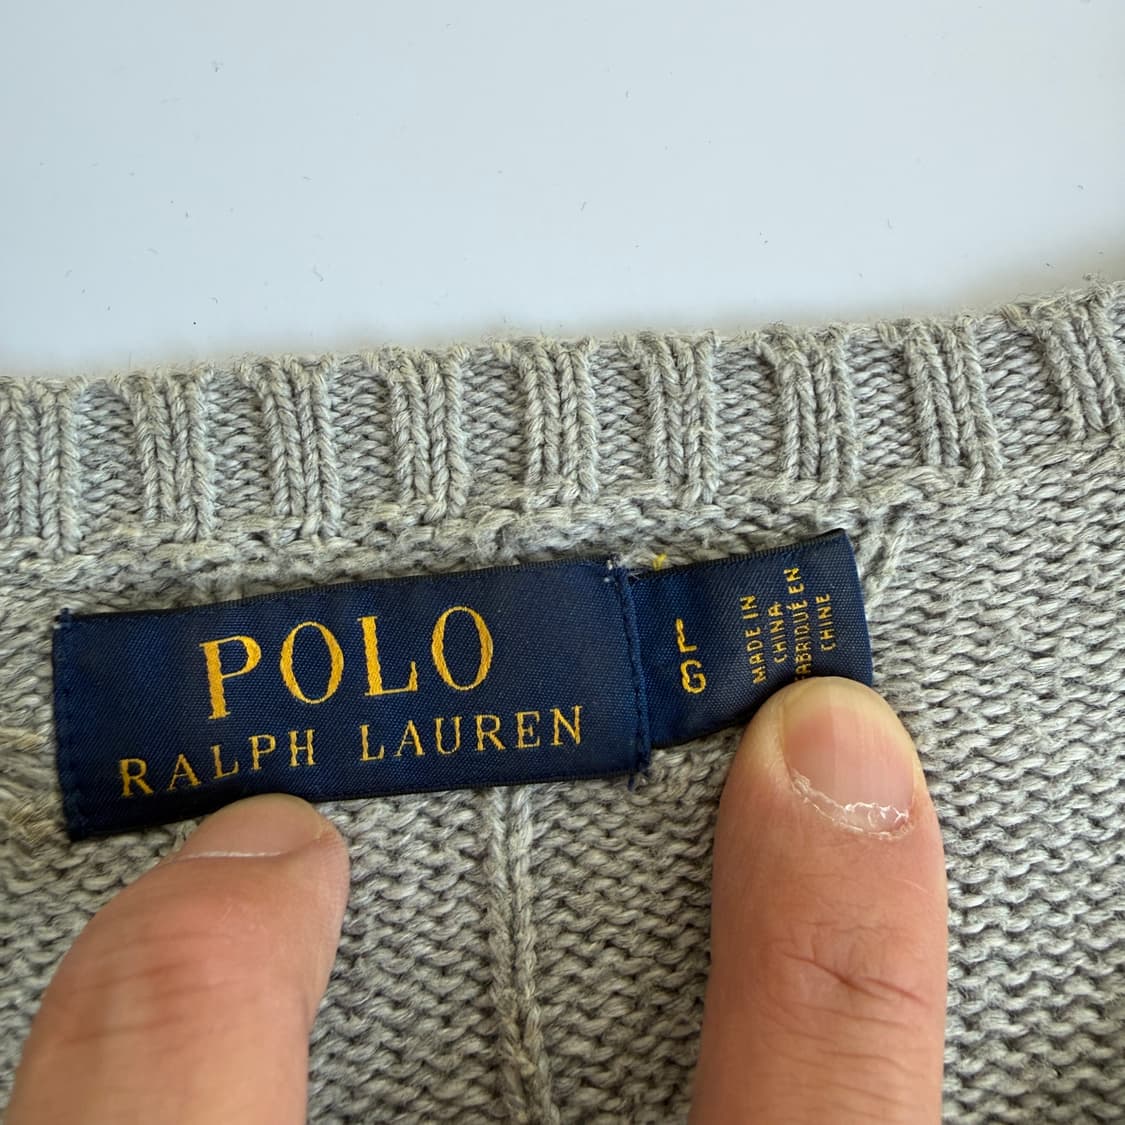 POLO
RALPH LAUREN
L
G
MADE IN
CHINA
FABRIQUÉ EN
CHINE